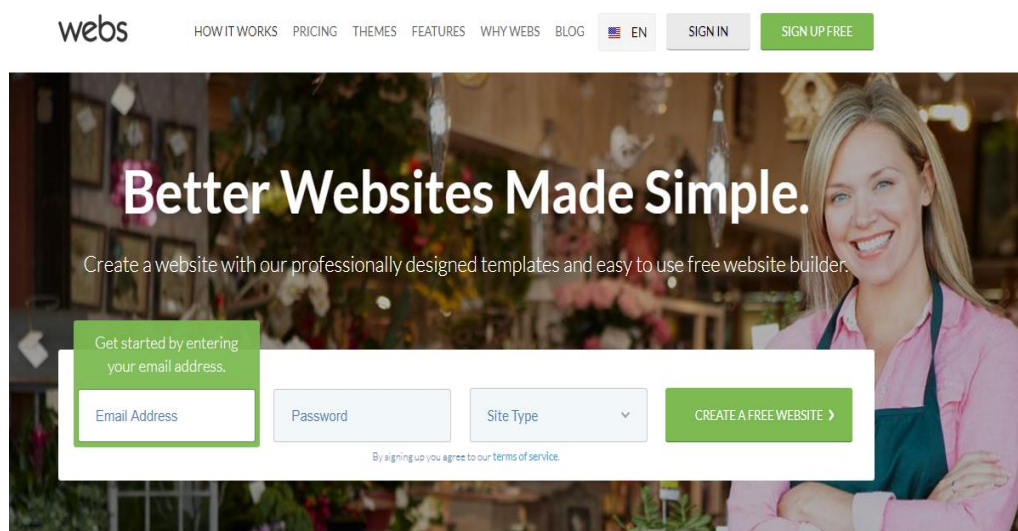 webs
HOW IT WORKS PRICING THEMES FEATURES WHY WEBS BLOG EN SIGN IN SIGN UP FREE
Better Websites Made Simple.
Create a website with our professionally designed templates and easy to use free website builder.
Get started by entering
your email address.
Email Address Password Site Type CREATE A FREE WEBSITE ❯
By signing up you agree to our terms of service.